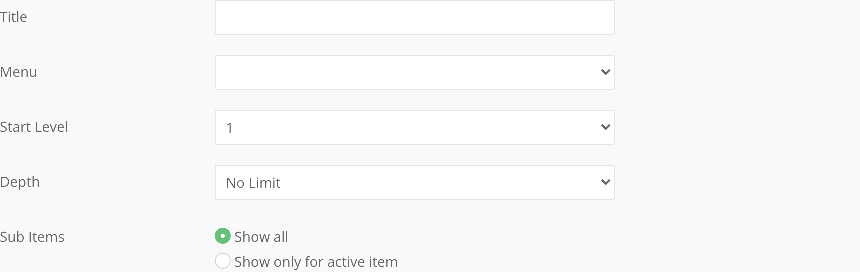 Title
Menu
Start Level 1
Depth No Limit
Sub Items Show all
Show only for active item